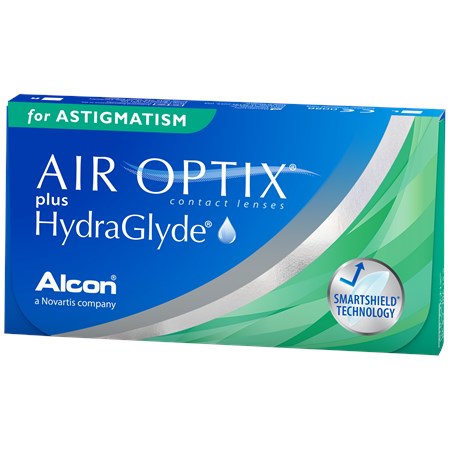 for ASTIGMATISM
AIR OPTIX®
contact lenses
plus
HydraGlyde®
Alcon®
a Novartis company
SMARTSHIELD®
TECHNOLOGY